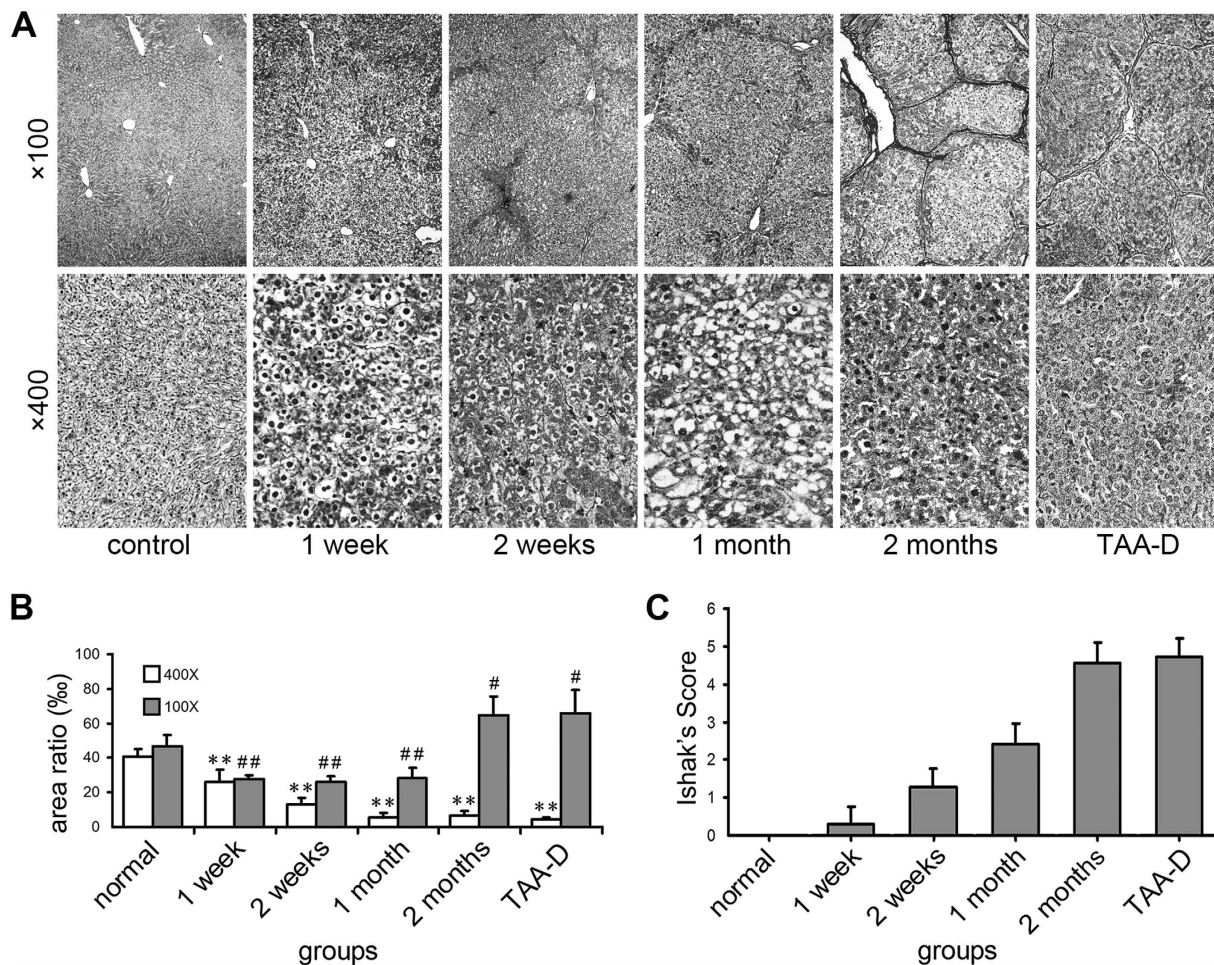 A
×100
×400
control
1 week
2 weeks
1 month
2 months
TAA-D
B
area ratio (‰)
100
80
60
40
20
0
400X
100X
**
##
**
##
**
##
**
#
**
#
normal
1 week
2 weeks
1 month
2 months
TAA-D
groups
C
Ishak's Score
6
5
4
3
2
1
0
normal
1 week
2 weeks
1 month
2 months
TAA-D
groups